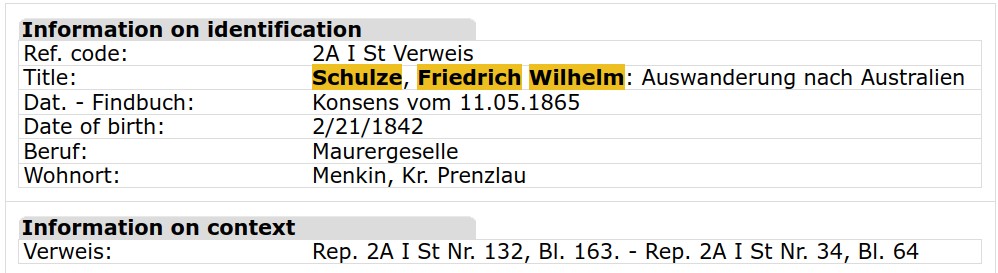 Information on identification
Ref. code: 2A I St Verweis
Title: Schulze, Friedrich Wilhelm: Auswanderung nach Australien
Dat. - Findbuch: Konsens vom 11.05.1865
Date of birth: 2/21/1842
Beruf: Maurergeselle
Wohnort: Menkin, Kr. Prenzlau
Information on context
Verweis: Rep. 2A I St Nr. 132, Bl. 163. - Rep. 2A I St Nr. 34, Bl. 64